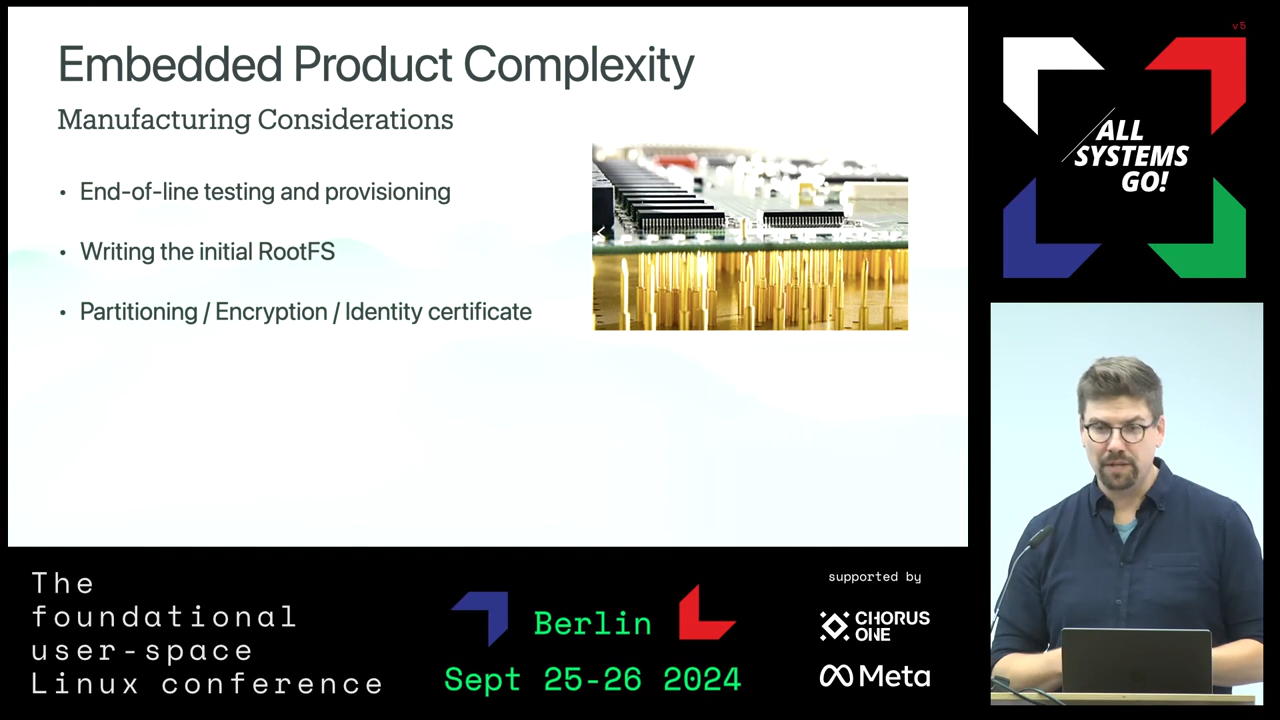 Embedded Product Complexity
Manufacturing Considerations
• End-of-line testing and provisioning
• Writing the initial RootFS
• Partitioning / Encryption / Identity certificate
v5
ALL
SYSTEMS
GO!
The
foundational
user-space
Linux conference
Berlin
Sept 25-26 2024
supported by
CHORUS
ONE
Meta